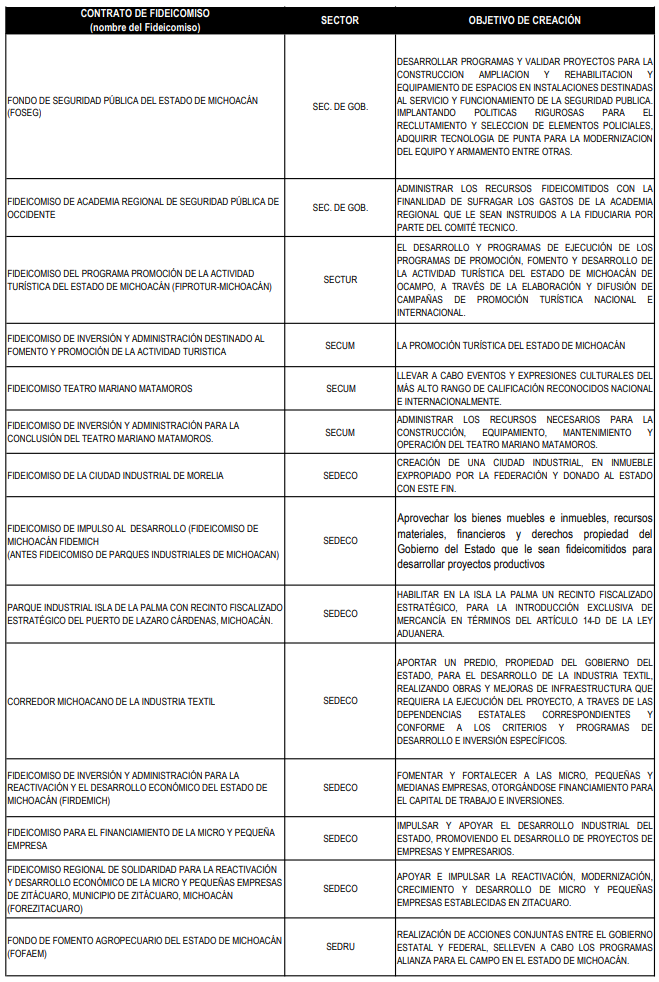 CONTRATO DE FIDEICOMISO
(nombre del Fideicomiso)
SECTOR
OBJETIVO DE CREACIÓN
FONDO DE SEGURIDAD PÚBLICA DEL ESTADO DE MICHOACÁN
(FOSEG)
SEC. DE GOB.
DESARROLLAR PROGRAMAS Y VALIDAR PROYECTOS PARA LA
CONSTRUCCION AMPLIACION Y REHABILITACION Y
EQUIPAMIENTO DE ESPACIOS EN INSTALACIONES DESTINADAS
AL SERVICIO Y FUNCIONAMIENTO DE LA SEGURIDAD PUBLICA.
IMPLANTANDO POLITICAS RIGUROSAS PARA EL
RECLUTAMIENTO Y SELECCION DE ELEMENTOS POLICIALES,
ADQUIRIR TECNOLOGIA DE PUNTA PARA LA MODERNIZACION
DEL EQUIPO Y ARMAMENTO ENTRE OTRAS.
FIDEICOMISO DE ACADEMIA REGIONAL DE SEGURIDAD PÚBLICA DE
OCCIDENTE
SEC. DE GOB.
ADMINISTRAR LOS RECURSOS FIDEICOMITIDOS CON LA
FINANLIDAD DE SUFRAGAR LOS GASTOS DE LA ACADEMIA
REGIONAL QUE LE SEAN INSTRUIDOS A LA FIDUCIARIA POR
PARTE DEL COMITÉ TECNICO.
FIDEICOMISO DEL PROGRAMA PROMOCIÓN DE LA ACTIVIDAD
TURÍSTICA DEL ESTADO DE MICHOACÁN (FIPROTUR-MICHOACÁN)
SECTUR
EL DESARROLLO Y PROGRAMAS DE EJECUCIÓN DE LOS
PROGRAMAS DE PROMOCIÓN, FOMENTO Y DESARROLLO DE
LA ACTIVIDAD TURÍSTICA DEL ESTADO DE MICHOACÁN DE
OCAMPO, A TRAVÉS DE LA ELABORACIÓN Y DIFUSIÓN DE
CAMPAÑAS DE PROMOCIÓN TURÍSTICA NACIONAL E
INTERNACIONAL.
FIDEICOMISO DE INVERSIÓN Y ADMINISTRACIÓN DESTINADO AL
FOMENTO Y PROMOCIÓN DE LA ACTIVIDAD TURISTICA
SECUM
LA PROMOCIÓN TURÍSTICA DEL ESTADO DE MICHOACÁN
FIDEICOMISO TEATRO MARIANO MATAMOROS
SECUM
LLEVAR A CABO EVENTOS Y EXPRESIONES CULTURALES DEL
MÁS ALTO RANGO DE CALIFICACIÓN RECONOCIDOS NACIONAL
E INTERNACIONALMENTE.
FIDEICOMISO DE INVERSIÓN Y ADMINISTRACIÓN PARA LA
CONCLUSIÓN DEL TEATRO MARIANO MATAMOROS.
SECUM
ADMINISTRAR LOS RECURSOS NECESARIOS PARA LA
CONSTRUCCIÓN, EQUIPAMIENTO, MANTENIMIENTO Y
OPERACIÓN DEL TEATRO MARIANO MATAMOROS.
FIDEICOMISO DE LA CIUDAD INDUSTRIAL DE MORELIA
SEDECO
CREACIÓN DE UNA CIUDAD INDUSTRIAL, EN INMUEBLE
EXPROPIADO POR LA FEDERACIÓN Y DONADO AL ESTADO
CON ESTE FIN.
FIDEICOMISO DE IMPULSO AL DESARROLLO (FIDEICOMISO DE
MICHOACÁN FIDEMICH
(ANTES FIDEICOMISO DE PARQUES INDUSTRIALES DE MICHOACAN)
SEDECO
Aprovechar los bienes muebles e inmuebles, recursos
materiales, financieros y derechos propiedad del
Gobierno del Estado que le sean fideicomitidos para
desarrollar proyectos productivos
PARQUE INDUSTRIAL ISLA DE LA PALMA CON RECINTO FISCALIZADO
ESTRATÉGICO DEL PUERTO DE LAZARO CÁRDENAS, MICHOACÁN.
SEDECO
HABILITAR EN LA ISLA LA PALMA UN RECINTO FISCALIZADO
ESTRATÉGICO, PARA LA INTRODUCCIÓN EXCLUSIVA DE
MERCANCÍA EN TÉRMINOS DEL ARTÍCULO 14-D DE LA LEY
ADUANERA.
CORREDOR MICHOACANO DE LA INDUSTRIA TEXTIL
SEDECO
APORTAR UN PREDIO, PROPIEDAD DEL GOBIERNO DEL
ESTADO, PARA EL DESARROLLO DE LA INDUSTRIA TEXTIL,
REALIZANDO OBRAS Y MEJORAS DE INFRAESTRUCTURA QUE
REQUIERA LA EJECUCIÓN DEL PROYECTO, A TRAVES DE LAS
DEPENDENCIAS ESTATALES CORRESPONDIENTES Y
CONFORME A LOS CRITERIOS Y PROGRAMAS DE
DESARROLLO E INVERSIÓN ESPECÍFICOS.
FIDEICOMISO DE INVERSIÓN Y ADMINISTRACIÓN PARA LA
REACTIVACIÓN Y EL DESARROLLO ECONÓMICO DEL ESTADO DE
MICHOACÁN (FIRDEMICH)
SEDECO
FOMENTAR Y FORTALECER A LAS MICRO, PEQUEÑAS Y
MEDIANAS EMPRESAS, OTORGÁNDOSE FINANCIAMIENTO PARA
EL CAPITAL DE TRABAJO E INVERSIONES.
FIDEICOMISO PARA EL FINANCIAMIENTO DE LA MICRO Y PEQUEÑA
EMPRESA
SEDECO
IMPULSAR Y APOYAR EL DESARROLLO INDUSTRIAL DEL
ESTADO, PROMOVIENDO EL DESARROLLO DE PROYECTOS DE
EMPRESAS Y EMPRESARIOS.
FIDEICOMISO REGIONAL DE SOLIDARIDAD PARA LA REACTIVACIÓN
Y DESARROLLO ECONÓMICO DE LA MICRO Y PEQUEÑAS EMPRESAS
DE ZITÁCUARO, MUNICIPIO DE ZITÁCUARO, MICHOACÁN
(FOREZITACUARO)
SEDECO
APOYAR E IMPULSAR LA REACTIVACIÓN, MODERNIZACIÓN,
CRECIMIENTO Y DESARROLLO DE MICRO Y PEQUEÑAS
EMPRESAS ESTABLECIDAS EN ZITACUARO.
FONDO DE FOMENTO AGROPECUARIO DEL ESTADO DE MICHOACÁN
(FOFAEM)
SEDRU
REALIZACIÓN DE ACCIONES CONJUNTAS ENTRE EL GOBIERNO
ESTATAL Y FEDERAL, SELLEVEN A CABO LOS PROGRAMAS
ALIANZA PARA EL CAMPO EN EL ESTADO DE MICHOACÁN.